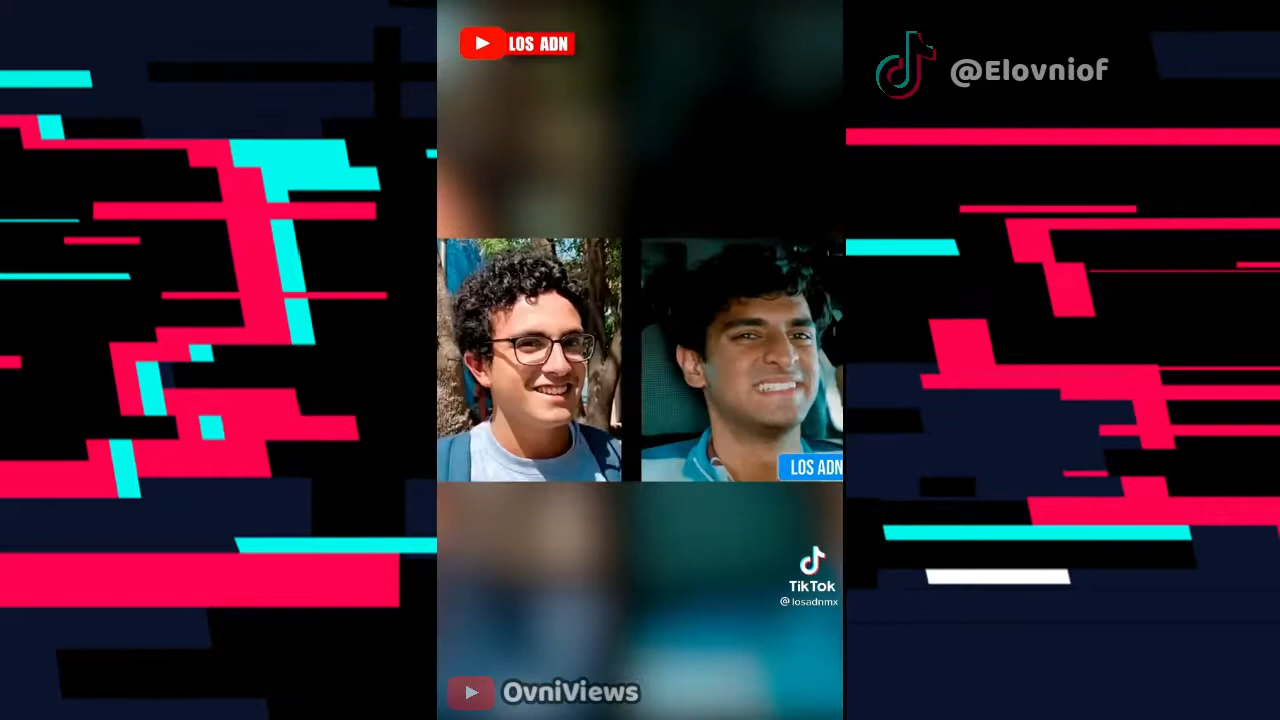 LOS ADN
@Elovniof
LOS ADN
TikTok
@losadnmx
OvniViews